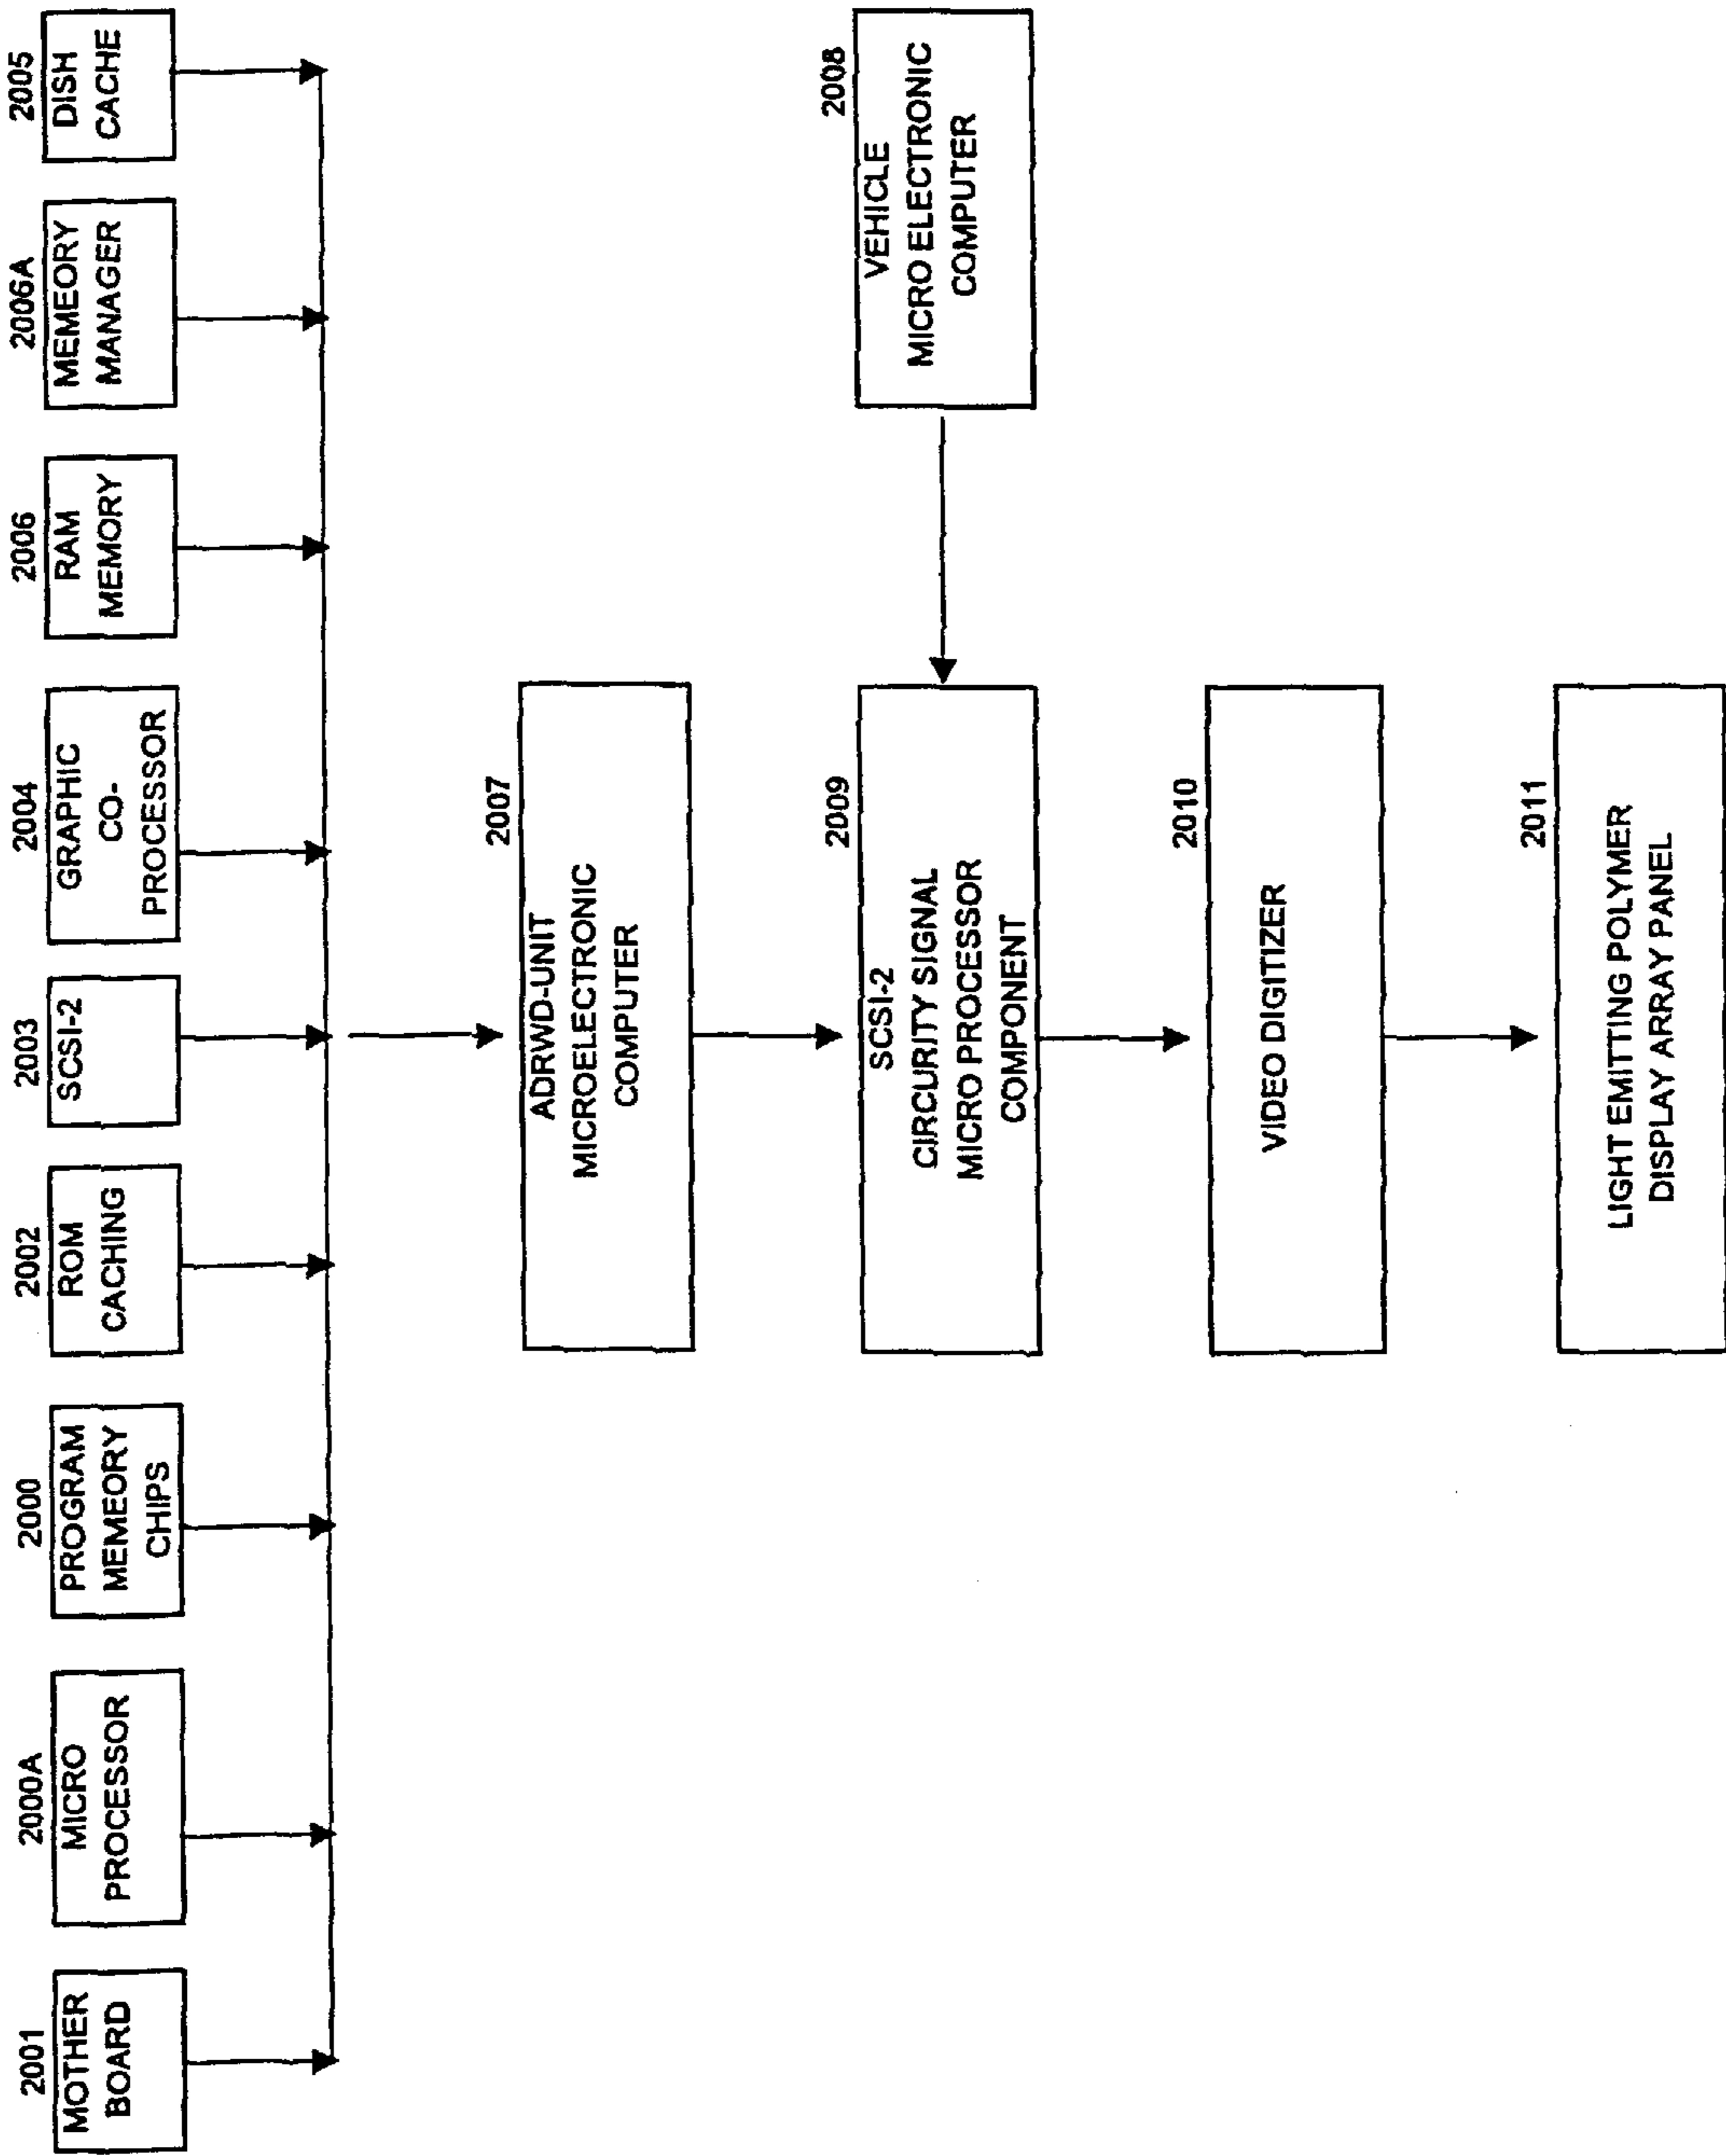 2001
MOTHER
BOARD
2000A
MICRO
PROCESSOR
2000
PROGRAM
MEMEORY
CHIPS
2002
ROM
CACHING
2003
SCSI-2
2004
GRAPHIC
CO-
PROCESSOR
2006
RAM
MEMORY
2006A
MEMEORY
MANAGER
2005
DISH
CACHE
2007
ADRWD-UNIT
MICROELECTRONIC
COMPUTER
2009
SCSI-2
CIRCURITY SIGNAL
MICRO PROCESSOR
COMPONENT
2008
VEHICLE
MICRO ELECTRONIC
COMPUTER
2010
VIDEO DIGITIZER
2011
LIGHT EMITTING POLYMER
DISPLAY ARRAY PANEL